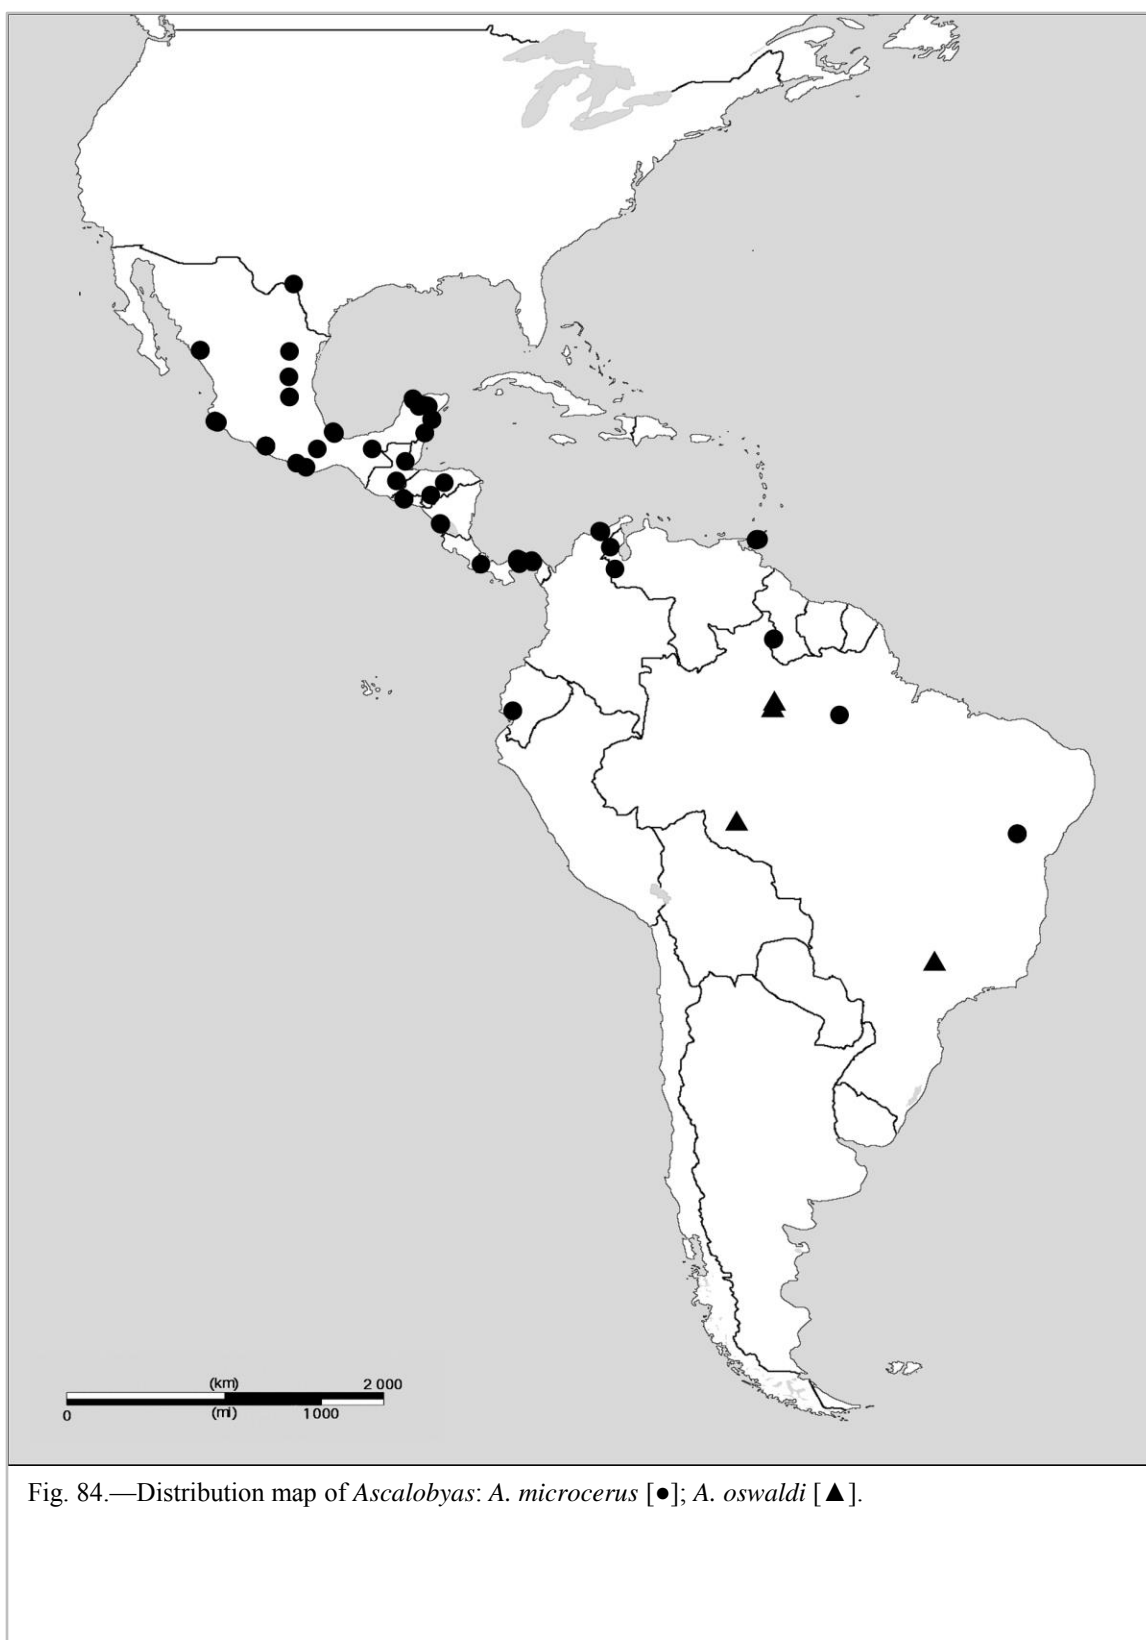 (km)
2 000
0
(mi)
1000
Fig. 84.—Distribution map of Ascalobyas: A. microcerus [●]; A. oswaldi [▲].